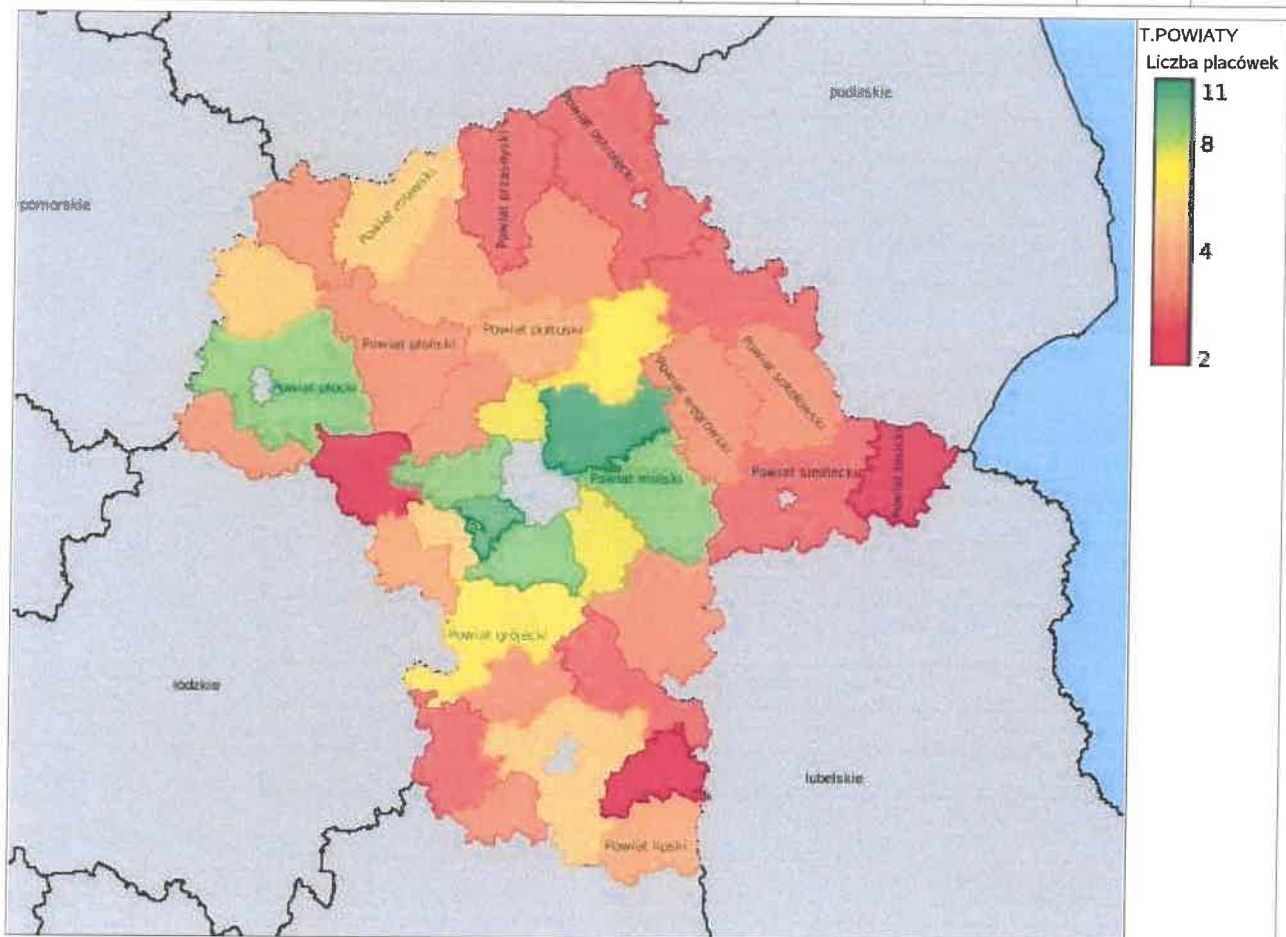 T.POWIATY
Liczba placówek
11
8
4
2
podlaskie
pomorskie
Powiat ostrołęcki
Powiat przasnyski
Powiat mławski
Powiat pułtuski
Powiat płoński
Powiat sokołowski
Powiat węgrowski
Powiat płocki
Powiat siedlecki
Powiat łosicki
Powiat miński
Powiat grójecki
łódzkie
lubelskie
Powiat lipski